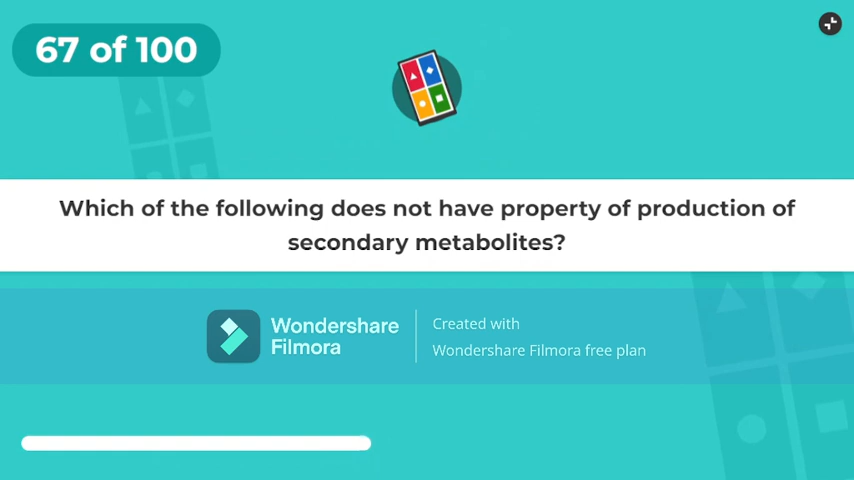 67 of 100
Which of the following does not have property of production of
secondary metabolites?
Wondershare
Filmora
Created with
Wondershare Filmora free plan